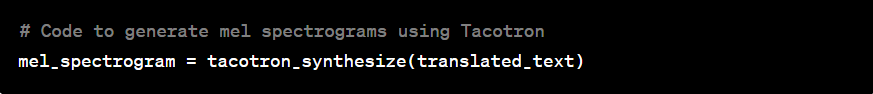 # Code to generate mel spectrograms using Tacotron
mel_spectrogram = tacotron_synthesize(translated_text)